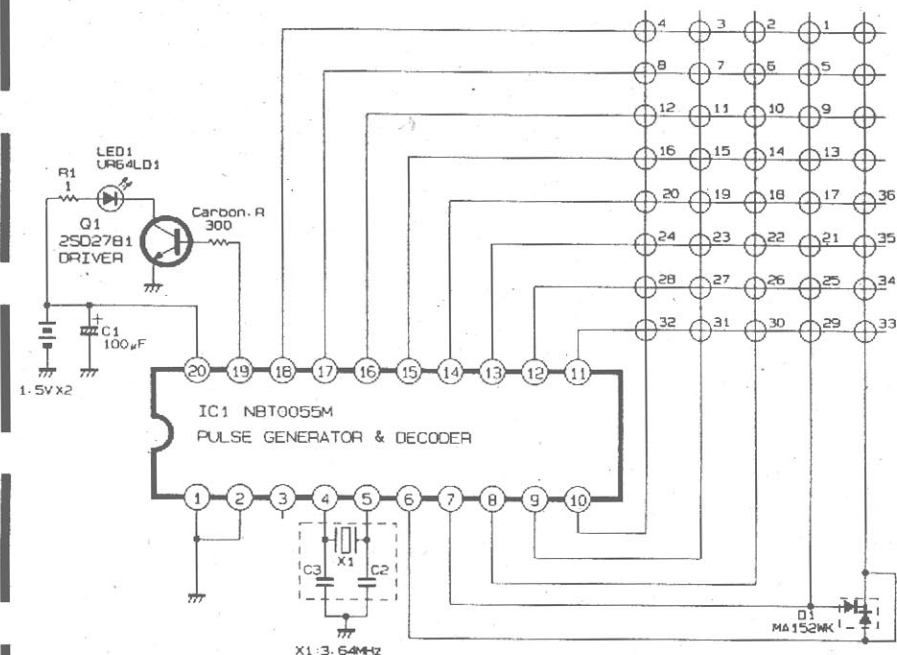 4 3 2 1
8 7 6 5
12 11 10 9
16 15 14 13
20 19 18 17 36
24 23 22 21 35
28 27 26 25 34
32 31 30 29 33
LED1
UR64LD1
R1
1
Q1
2SD2781
DRIVER
Carbon.R
300
+
C1
100µF
1.5VX2
20 19 18 17 16 15 14 13 12 11
IC1 NBT0055M
PULSE GENERATOR & DECODER
1 2 3 4 5 6 7 8 9 10
C3 X1 C2
X1:3.64MHz
D1
MA152WK